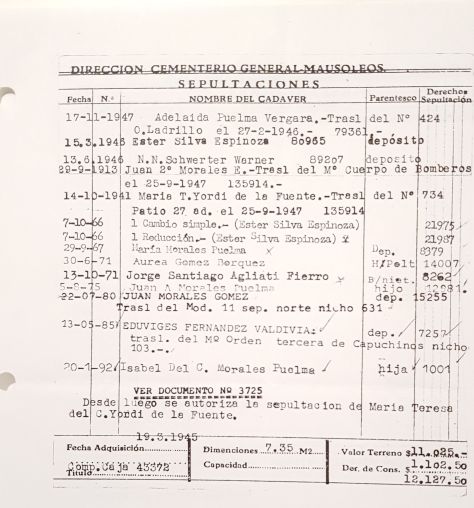 DIRECCION CEMENTERIO GENERAL-MAUSOLEOS.
SEPULTACIONES
Fecha N.º NOMBRE DEL CADAVER Parentesco Derechos Sepultación
17-11-1947 Adelaida Puelma Vergara.-Trasl del Nº 424
O.Ladrillo el 27-2-1946.- 79361.-
15.3.1946 Ester Silva Espinoza 80965 depósito
13.6.1946 N.N.Schwerter Warner 89207 deposito
29-9-1913 Juan 2º Morales E.-Trasl del Mº Cuerpo de Bomberos
el 25-9-1947 135914.-
14-10-1941 Maria T.Yordi de la Fuente.-Trasl del Nº 734
Patio 27 ad. el 25-9-1947 135914
7-10-66 1 Cambio simple.- (Ester Silva Espinoza) 21975
7-10-66 1 Reducción.- (Ester Silva Espinoza) 21987
29-9-67 María Morales Puelma Dep. 8379
30-6-71 Aurea Gomez Borquez H/Polt 14007
13-10-71 Jorge Santiago Agliati Fierro B/niet. 8262
5-8-75 Juan A Morales Puelma hijo 12981.
22-07-80 JUAN MORALES GOMEZ dep. 15255
Trasl del Mod. 11 sep. norte nicho 631
13-05-85 EDUVIGES FERNANDEZ VALDIVIA: dep. 7257
trasl. del Mº Orden tercera de Capuchinos nicho
103.-.
20-1-92 Isabel Del C. Morales Puelma hija 1001
VER DOCUMENTO Nº 3725
Desde luego se autoriza la sepultacion de Maria Teresa
del C.Yordi de la Fuente.
19.3.1945
Fecha Adquisición Dimenciones 7.35 M2. Valor Terreno $11.025.-
Comp.Caja 43372 Capacidad Der. de Cons. $1.102.50
Título 12.127.50